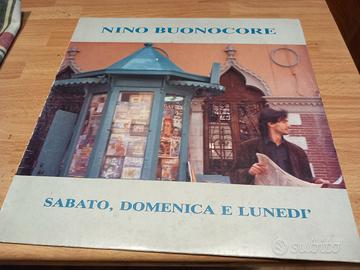 NINO BUONOCORE
SABATO, DOMENICA E LUNEDI'
subito